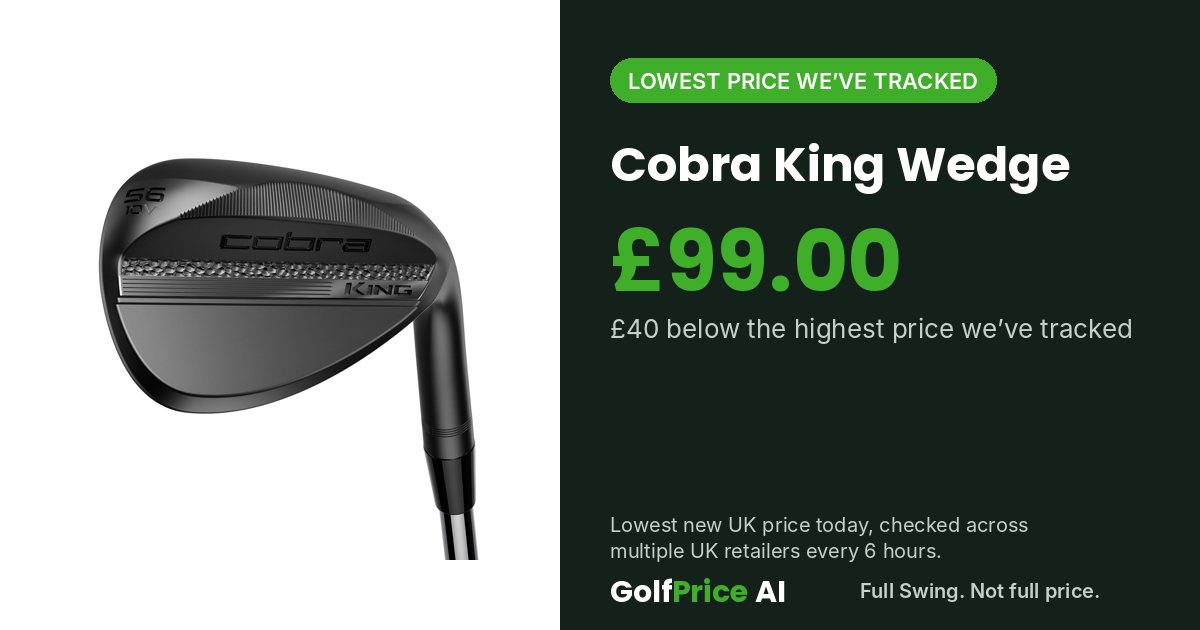 56
10V
cobra
KING
LOWEST PRICE WE’VE TRACKED
Cobra King Wedge
£99.00
£40 below the highest price we’ve tracked
Lowest new UK price today, checked across
multiple UK retailers every 6 hours.
GolfPrice AI
Full Swing. Not full price.